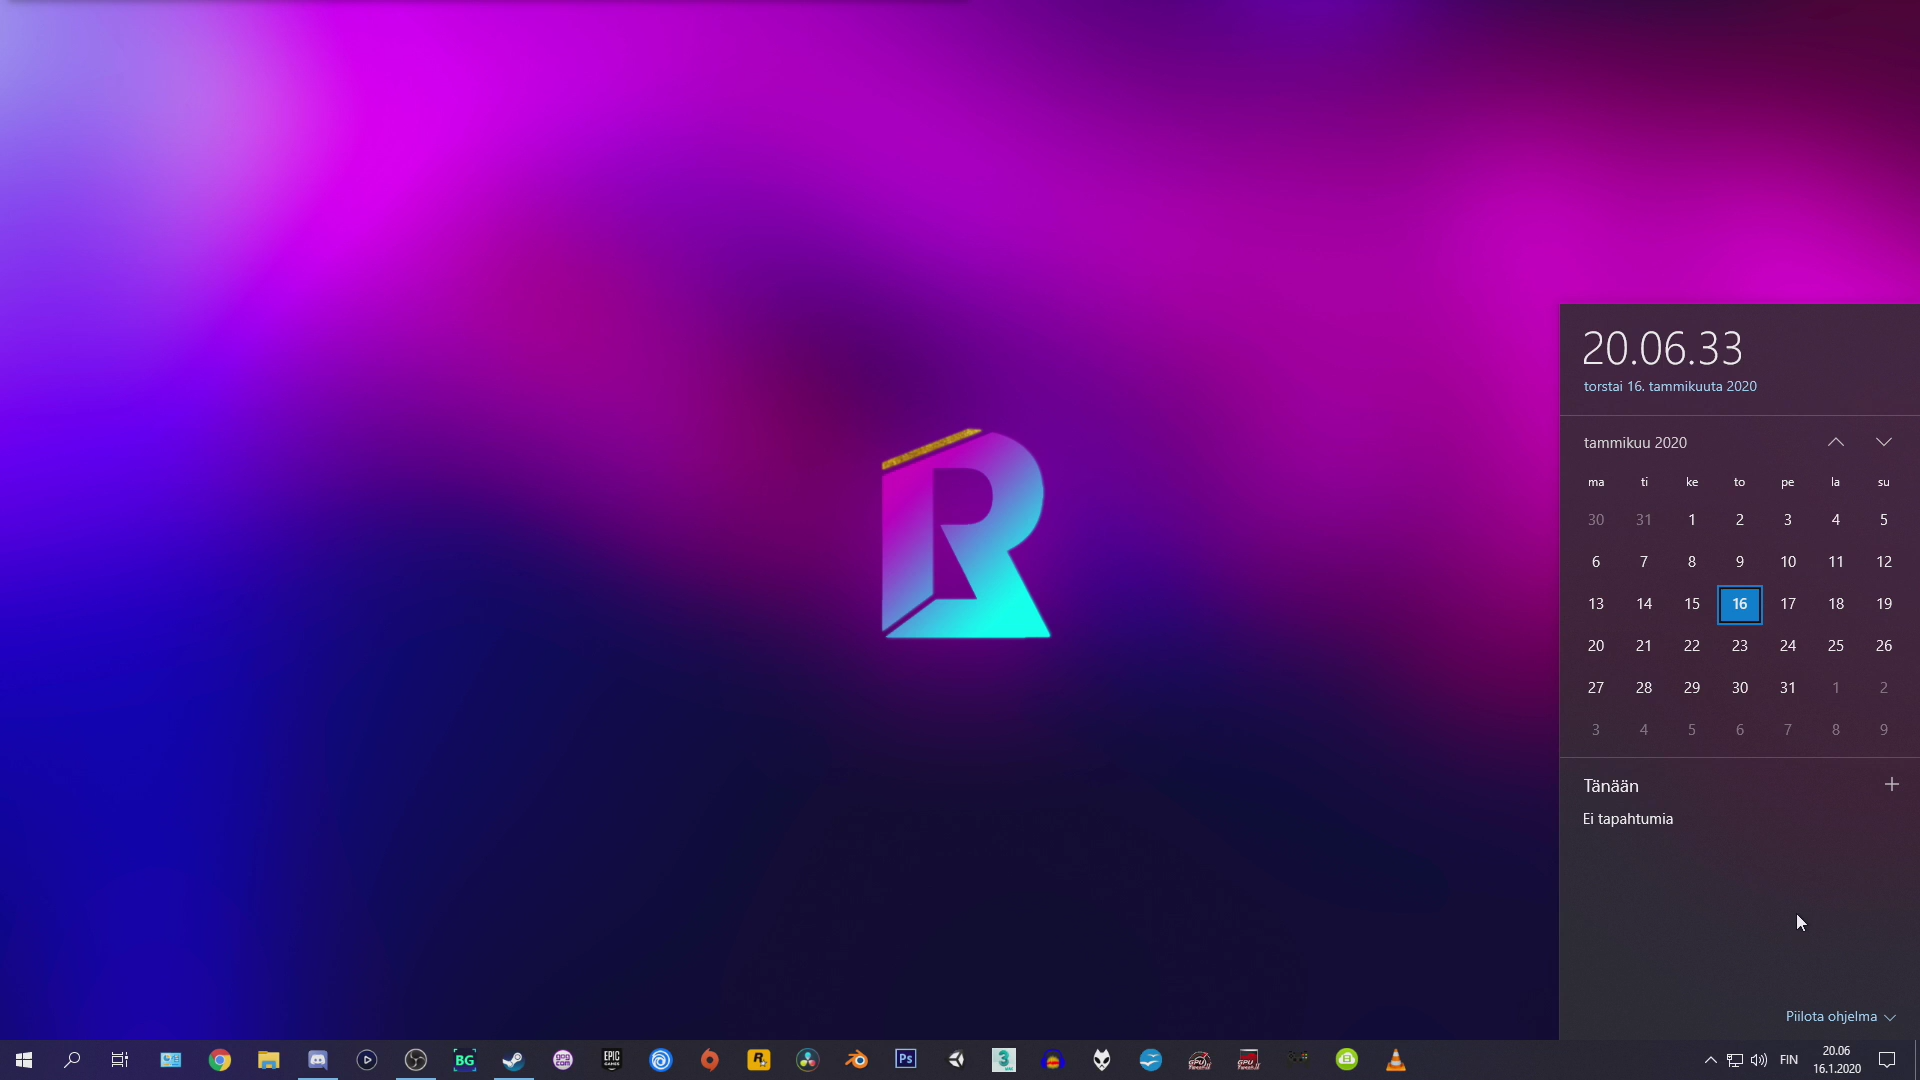 20.06.33
torstai 16. tammikuuta 2020
tammikuu 2020
ma ti ke to pe la su
30 31 1 2 3 4 5
6 7 8 9 10 11 12
13 14 15 16 17 18 19
20 21 22 23 24 25 26
27 28 29 30 31 1 2
3 4 5 6 7 8 9
Tänään
Ei tapahtumia
Piilota ohjelma
R
BG
EPIC GAMES
R
Ps
3
FIN
20.06
16.1.2020